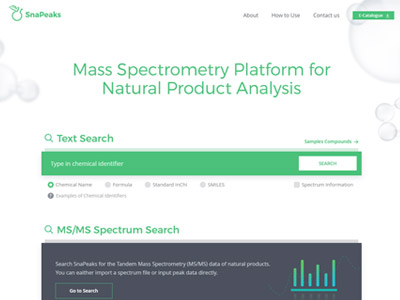 SnaPeaks
About
How to Use
Contact us
E-Catalogue
Mass Spectrometry Platform for
Natural Product Analysis
Text Search
Samples Compounds →
Type in chemical identifier
SEARCH
Chemical Name
Formula
Standard InChI
SMILES
Spectrum Information
? Examples of Chemical Identifiers
MS/MS Spectrum Search
Search SnaPeaks for the Tandem Mass Spectrometry (MS/MS) data of natural products.
You can eaither import a spectrum file or input peak data directly.
Go to Search